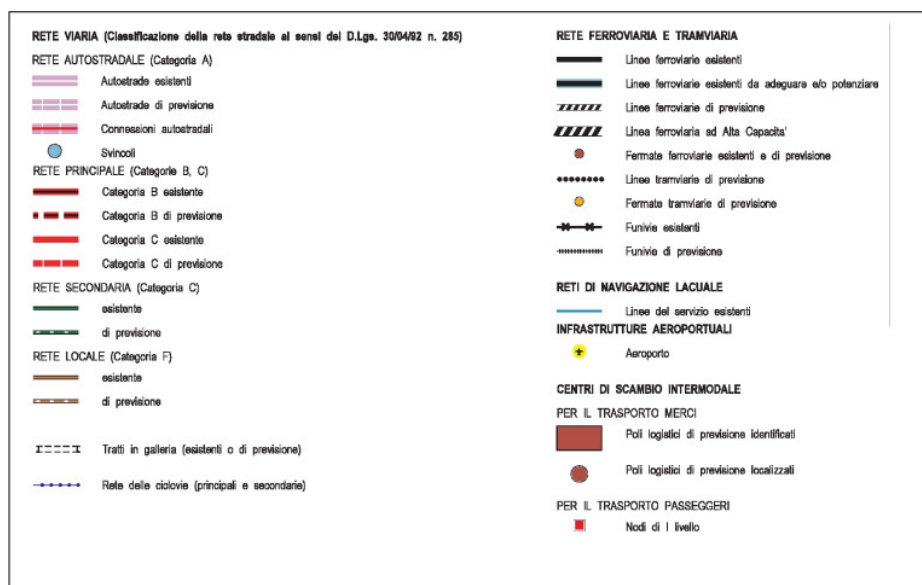 RETE VIARIA (Classificazione della rete stradale ai sensi del D.Lgs. 30/04/92 n. 285)
RETE AUTOSTRADALE (Categoria A)
Autostrade esistenti
Autostrade di previsione
Connessioni autostradali
Svincoli
RETE PRINCIPALE (Categorie B, C)
Categoria B esistente
Categoria B di previsione
Categoria C esistente
Categoria C di previsione
RETE SECONDARIA (Categoria C)
esistente
di previsione
RETE LOCALE (Categoria F)
esistente
di previsione
Tratti in galleria (esistenti o di previsione)
Rete delle ciclovie (principali e secondarie)
RETE FERROVIARIA E TRAMVIARIA
Linee ferroviarie esistenti
Linee ferroviarie esistenti da adeguare e/o potenziare
Linee ferroviarie di previsione
Linea ferroviaria ad Alta Capacita'
Fermate ferroviarie esistenti e di previsione
Linee tramviarie di previsione
Fermate tramviarie di previsione
Funivie esistenti
Funivie di previsione
RETI DI NAVIGAZIONE LACUALE
Linee del servizio esistenti
INFRASTRUTTURE AEROPORTUALI
Aeroporto
CENTRI DI SCAMBIO INTERMODALE
PER IL TRASPORTO MERCI
Poli logistici di previsione identificati
Poli logistici di previsione localizzati
PER IL TRASPORTO PASSEGGERI
Nodi di I livello